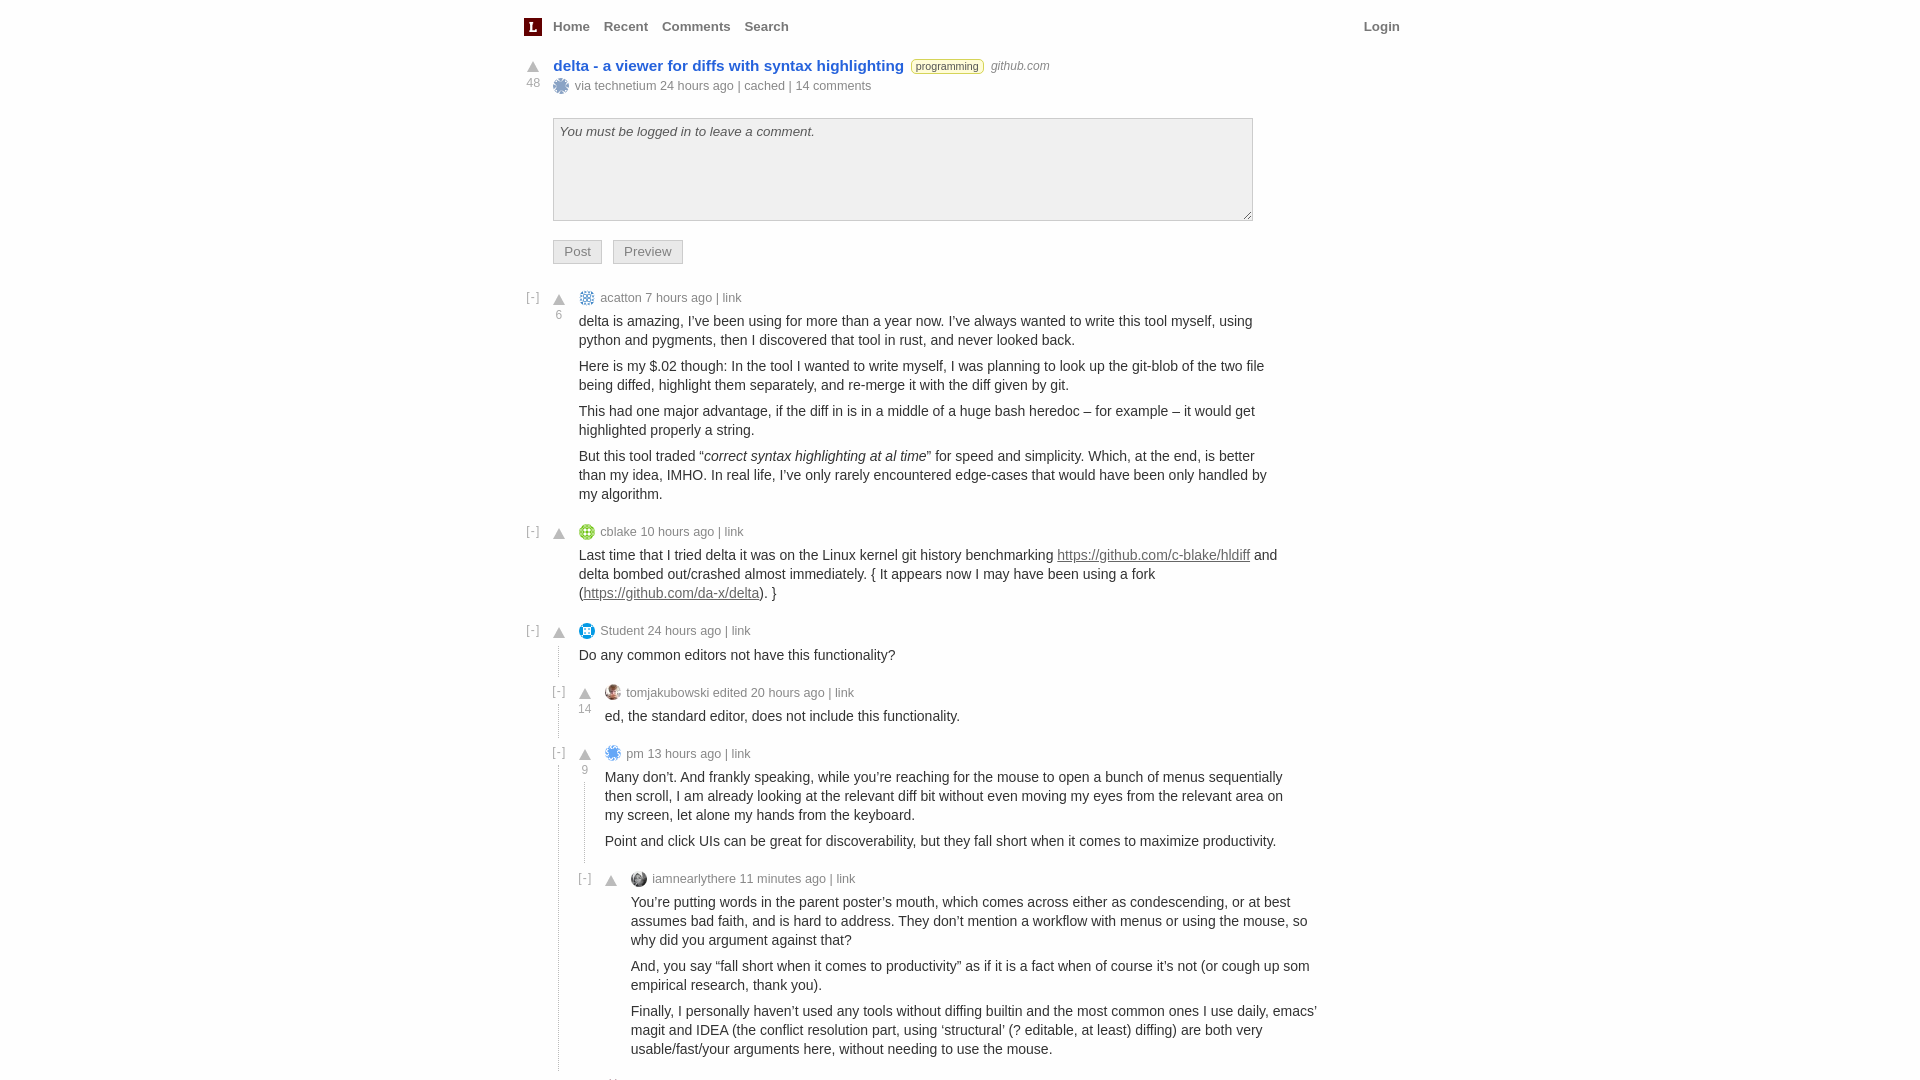 L Home Recent Comments Search Login
delta - a viewer for diffs with syntax highlighting programming github.com
48 via technetium 24 hours ago | cached | 14 comments
You must be logged in to leave a comment.
Post Preview
[-] acatton 7 hours ago | link
6
delta is amazing, I’ve been using for more than a year now. I’ve always wanted to write this tool myself, using
python and pygments, then I discovered that tool in rust, and never looked back.
Here is my $.02 though: In the tool I wanted to write myself, I was planning to look up the git-blob of the two file
being diffed, highlight them separately, and re-merge it with the diff given by git.
This had one major advantage, if the diff in is in a middle of a huge bash heredoc – for example – it would get
highlighted properly a string.
But this tool traded “correct syntax highlighting at al time” for speed and simplicity. Which, at the end, is better
than my idea, IMHO. In real life, I’ve only rarely encountered edge-cases that would have been only handled by
my algorithm.
[-] cblake 10 hours ago | link
Last time that I tried delta it was on the Linux kernel git history benchmarking https://github.com/c-blake/hldiff and
delta bombed out/crashed almost immediately. { It appears now I may have been using a fork
(https://github.com/da-x/delta). }
[-] Student 24 hours ago | link
Do any common editors not have this functionality?
[-] tomjakubowski edited 20 hours ago | link
14
ed, the standard editor, does not include this functionality.
[-] pm 13 hours ago | link
9
Many don’t. And frankly speaking, while you’re reaching for the mouse to open a bunch of menus sequentially
then scroll, I am already looking at the relevant diff bit without even moving my eyes from the relevant area on
my screen, let alone my hands from the keyboard.
Point and click UIs can be great for discoverability, but they fall short when it comes to maximize productivity.
[-] iamnearlythere 11 minutes ago | link
You’re putting words in the parent poster’s mouth, which comes across either as condescending, or at best
assumes bad faith, and is hard to address. They don’t mention a workflow with menus or using the mouse, so
why did you argument against that?
And, you say “fall short when it comes to productivity” as if it is a fact when of course it’s not (or cough up som
empirical research, thank you).
Finally, I personally haven’t used any tools without diffing builtin and the most common ones I use daily, emacs’
magit and IDEA (the conflict resolution part, using ‘structural’ (? editable, at least) diffing) are both very
usable/fast/your arguments here, without needing to use the mouse.